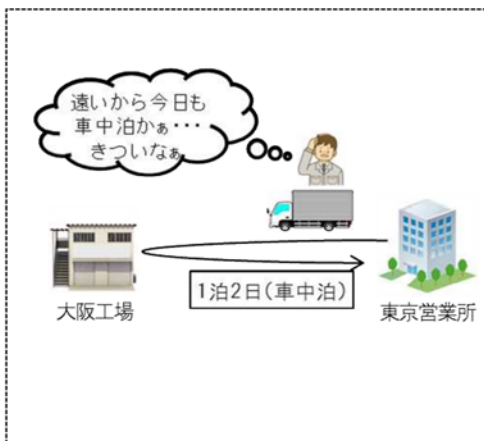 遠いから今日も
車中泊かぁ・・・
きついなぁ
大阪工場
1泊2日(車中泊)
東京営業所